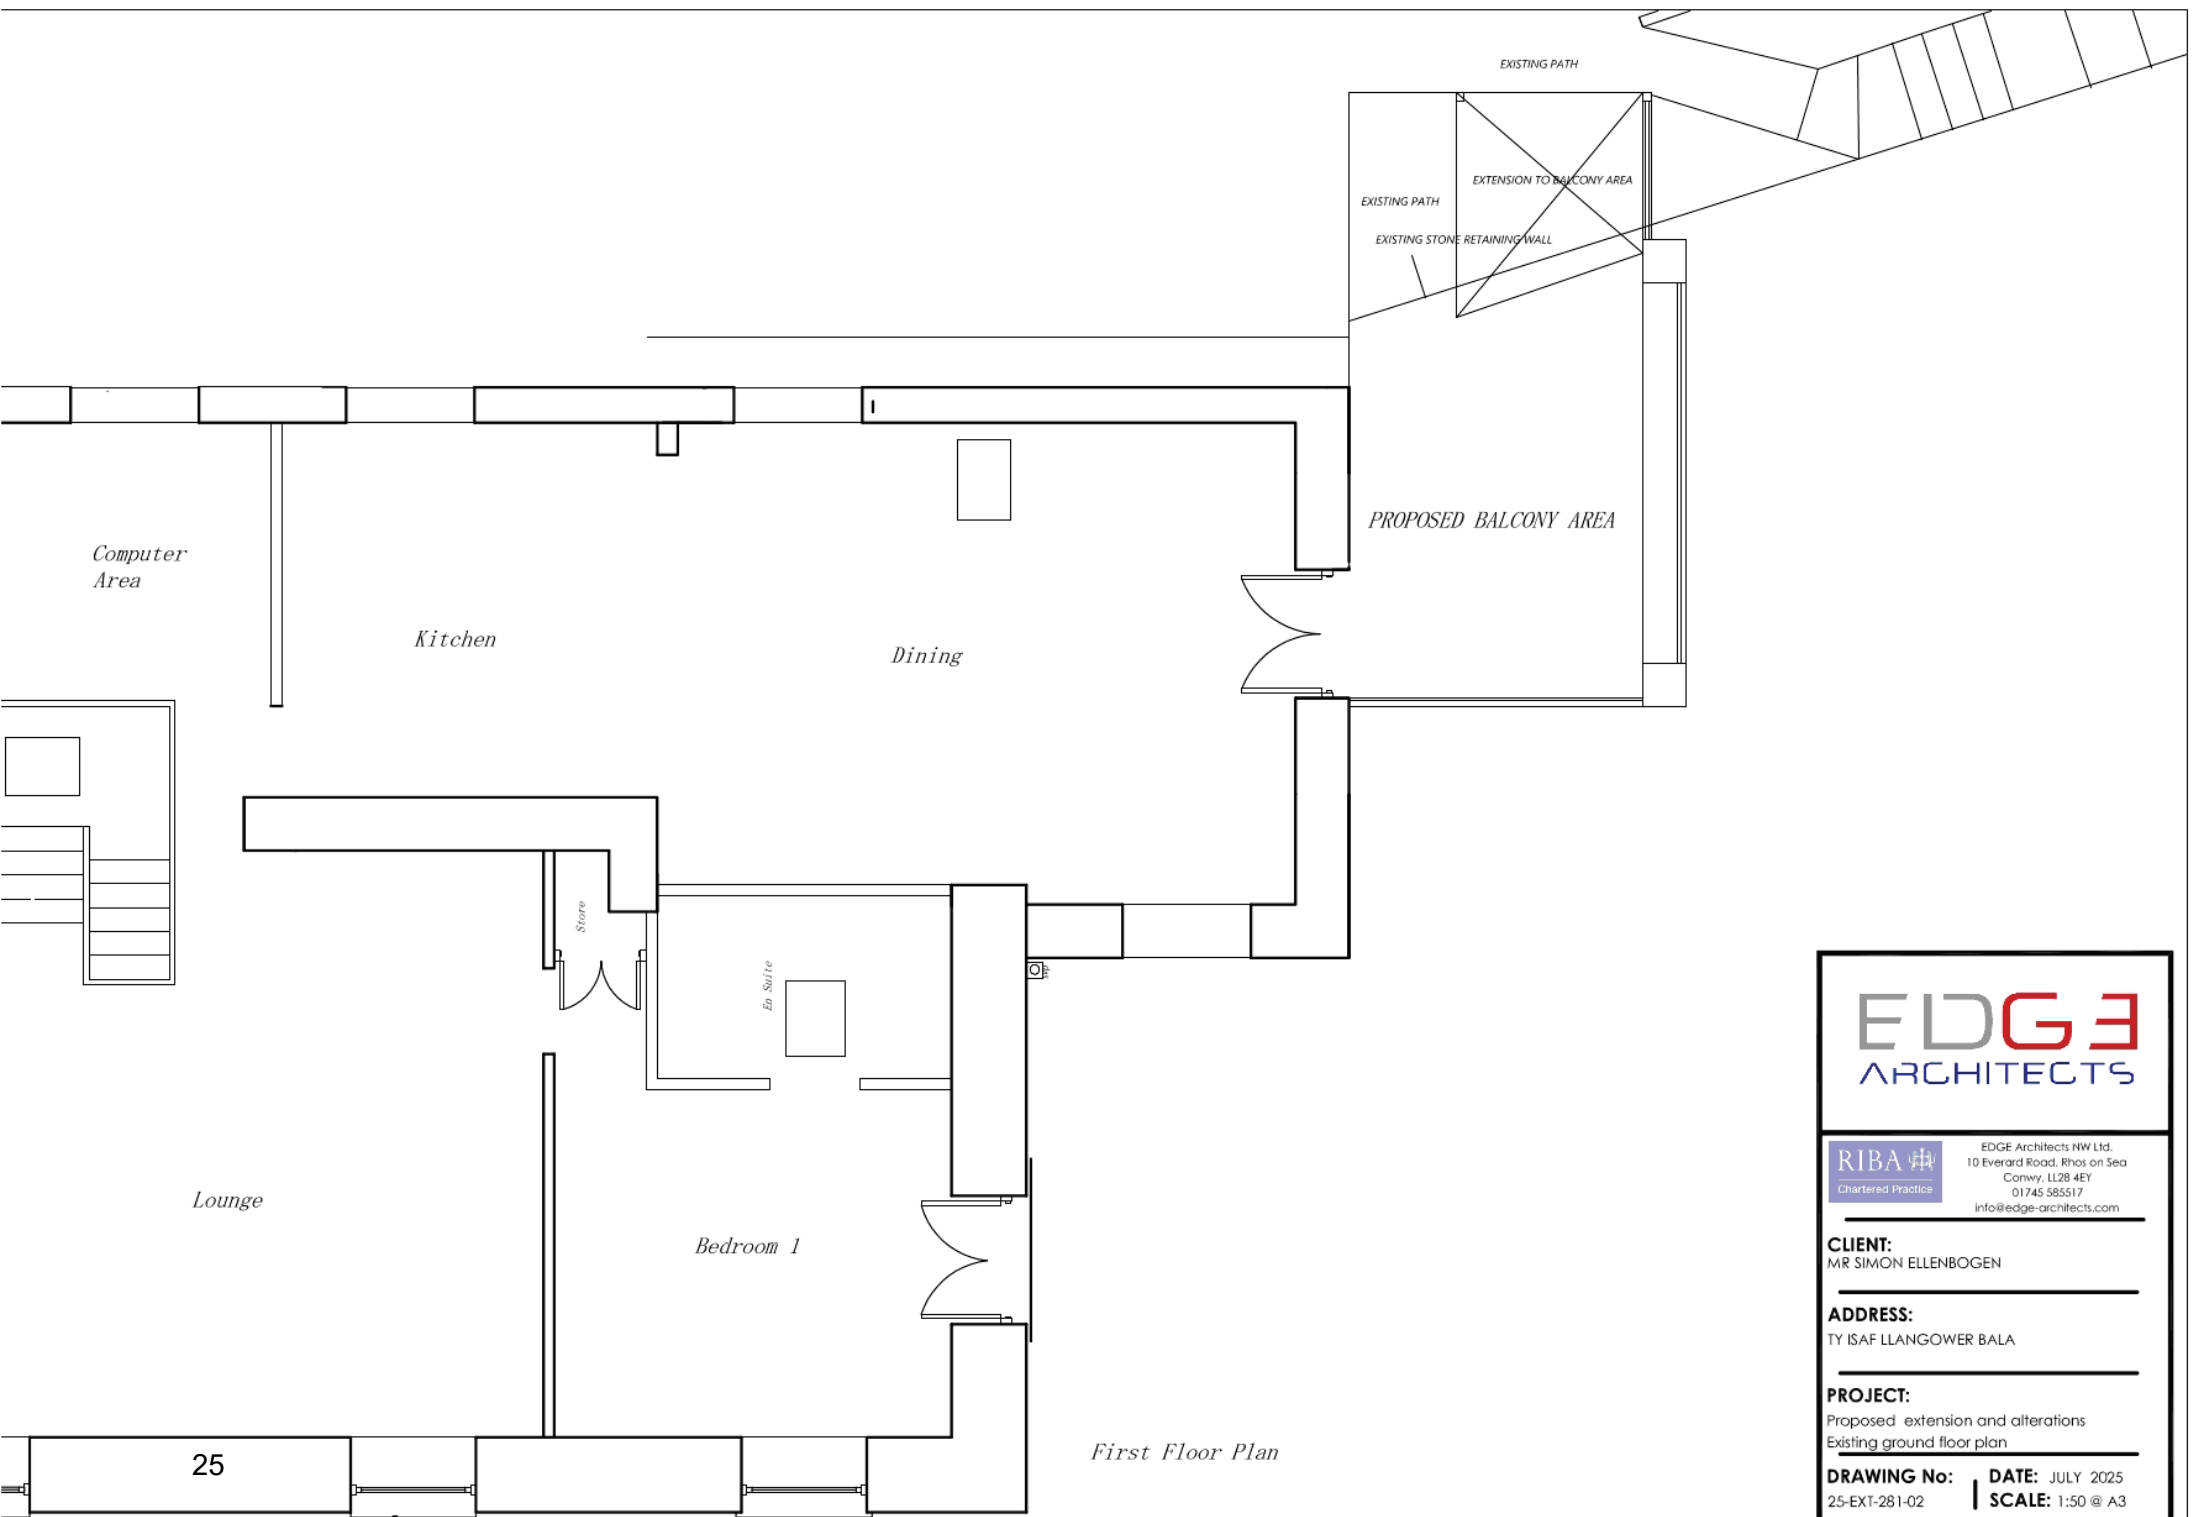 EXISTING PATH
EXTENSION TO BALCONY AREA
EXISTING PATH
EXISTING STONE RETAINING WALL
PROPOSED BALCONY AREA
Computer
Area
Kitchen
Dining
Store
En Suite
svp
Lounge
Bedroom 1
25
First Floor Plan
EDGE
ARCHITECTS
RIBA
Chartered Practice
EDGE Architects NW Ltd.
10 Everard Road, Rhos on Sea
Conwy, LL28 4EY
01745 585517
info@edge-architects.com
CLIENT:
MR SIMON ELLENBOGEN
ADDRESS:
TY ISAF LLANGOWER BALA
PROJECT:
Proposed extension and alterations
Existing ground floor plan
DRAWING No:
25-EXT-281-02
DATE: JULY 2025
SCALE: 1:50 @ A3